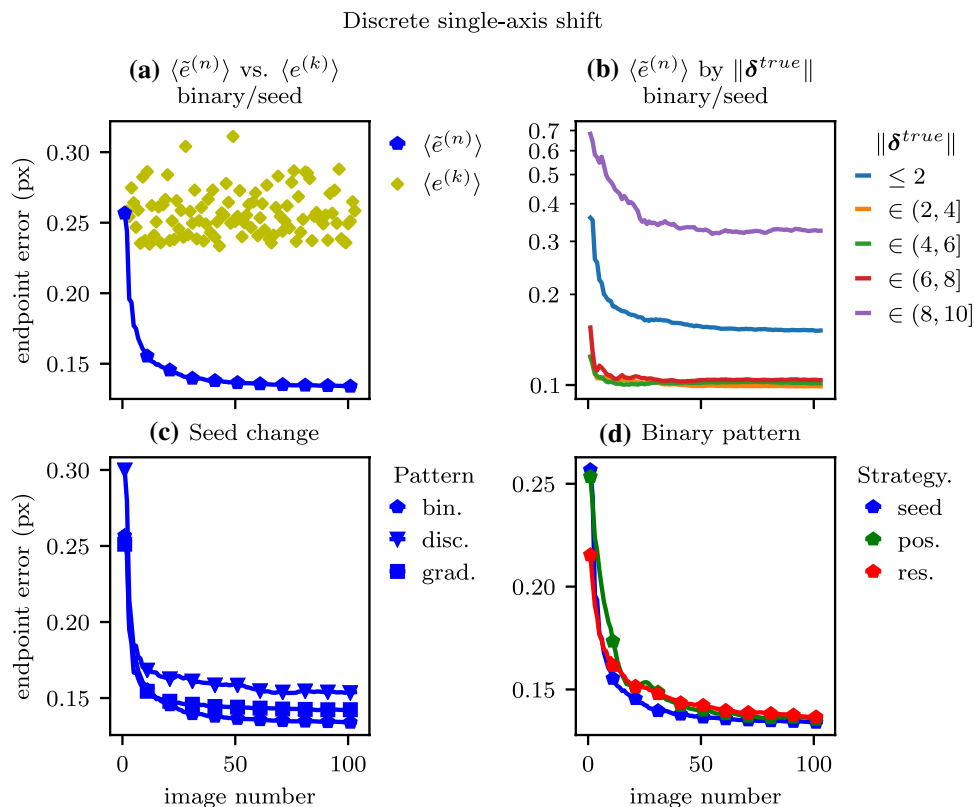 Discrete single-axis shift
(a) ⟨ẽ⁽ⁿ⁾⟩ vs. ⟨e⁽ᵏ⁾⟩
binary/seed
endpoint error (px)
0.30
0.25
0.20
0.15
⟨ẽ⁽ⁿ⁾⟩
⟨e⁽ᵏ⁾⟩
(b) ⟨ẽ⁽ⁿ⁾⟩ by ‖δᵗʳᵘᵉ‖
binary/seed
0.7
0.6
0.5
0.4
0.3
0.2
0.1
‖δᵗʳᵘᵉ‖
≤ 2
∈ (2, 4]
∈ (4, 6]
∈ (6, 8]
∈ (8, 10]
(c) Seed change
endpoint error (px)
0.30
0.25
0.20
0.15
0 50 100
image number
Pattern
bin.
disc.
grad.
(d) Binary pattern
0.25
0.20
0.15
0 50 100
image number
Strategy.
seed
pos.
res.